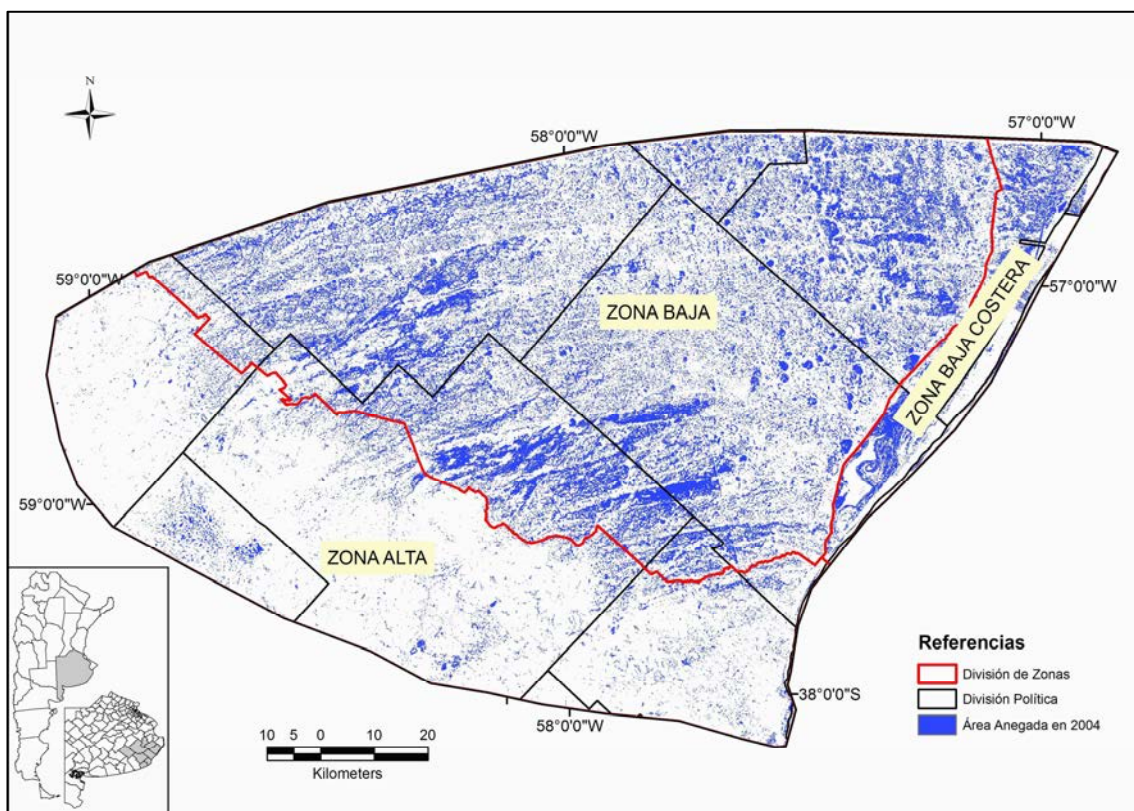 N
58°0'0"W
57°0'0"W
59°0'0"W
57°0'0"W
ZONA BAJA
ZONA BAJA COSTERA
59°0'0"W
ZONA ALTA
Referencias
División de Zonas
División Política
Área Anegada en 2004
38°0'0"S
58°0'0"W
10 5 0 10 20
Kilometers